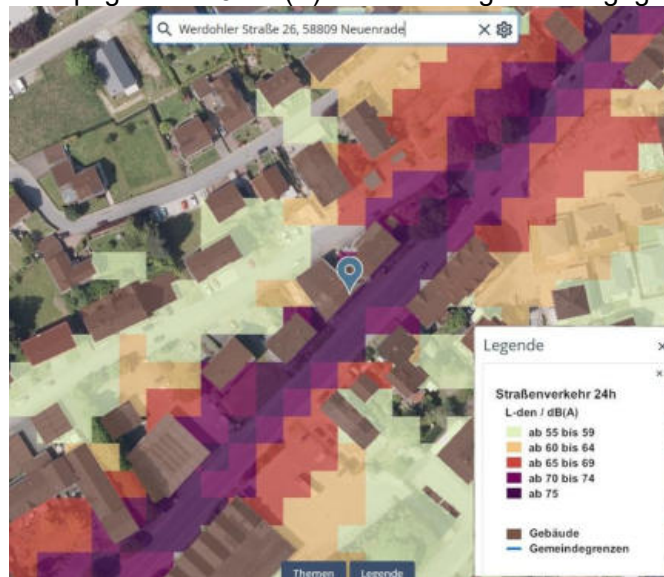 Werdohler Straße 26, 58809 Neuenrade
Legende
Straßenverkehr 24h
L-den / dB(A)
ab 55 bis 59
ab 60 bis 64
ab 65 bis 69
ab 70 bis 74
ab 75
Gebäude
Gemeindegrenzen
Themen Legende